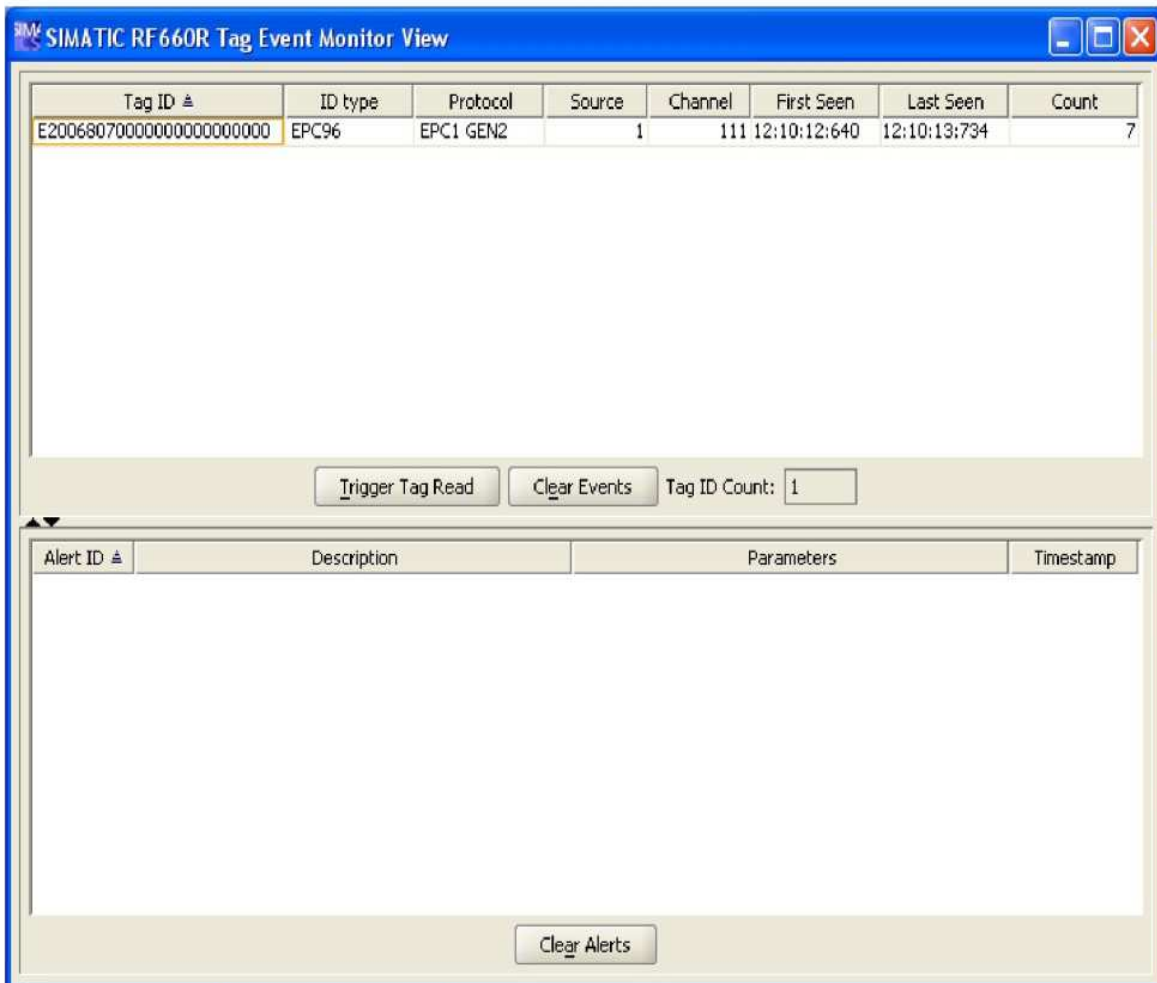 SIMATIC RF660R Tag Event Monitor View
Tag ID ID type Protocol Source Channel First Seen Last Seen Count
E20068070000000000000000 EPC96 EPC1 GEN2 1 111 12:10:12:640 12:10:13:734 7
Trigger Tag Read Clear Events Tag ID Count: 1
Alert ID Description Parameters Timestamp
Clear Alerts